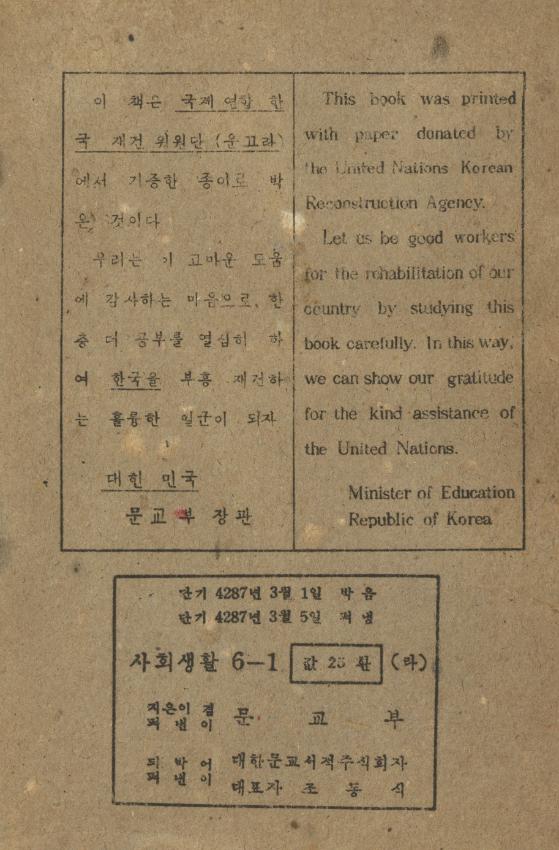 이 책은 국제 연합 한
국 재건 위원단 (운끄라)
에서 기증한 종이로 박
은 것이다
우리는 이 고마운 도움
에 감사하는 마음으로, 한
층 더 공부를 열심히 하
여 한국을 부흥 재건하
는 훌륭한 일군이 되자
대한 민국
문교부 장관
This book was printed
with paper donated by
the United Nations Korean
Reconstruction Agency.
Let us be good workers
for the rehabilitation of our
country by studying this
book carefully. In this way,
we can show our gratitude
for the kind assistance of
the United Nations.
Minister of Education
Republic of Korea
단기 4287년 3월 1일 박음
단기 4287년 3월 5일 펴냄
사회생활 6—1 값 25 환 (라)
지은이 겸
펴낸이
문교부
되박어
펴낸이
대한문교서적주식회사
대표자 조동식